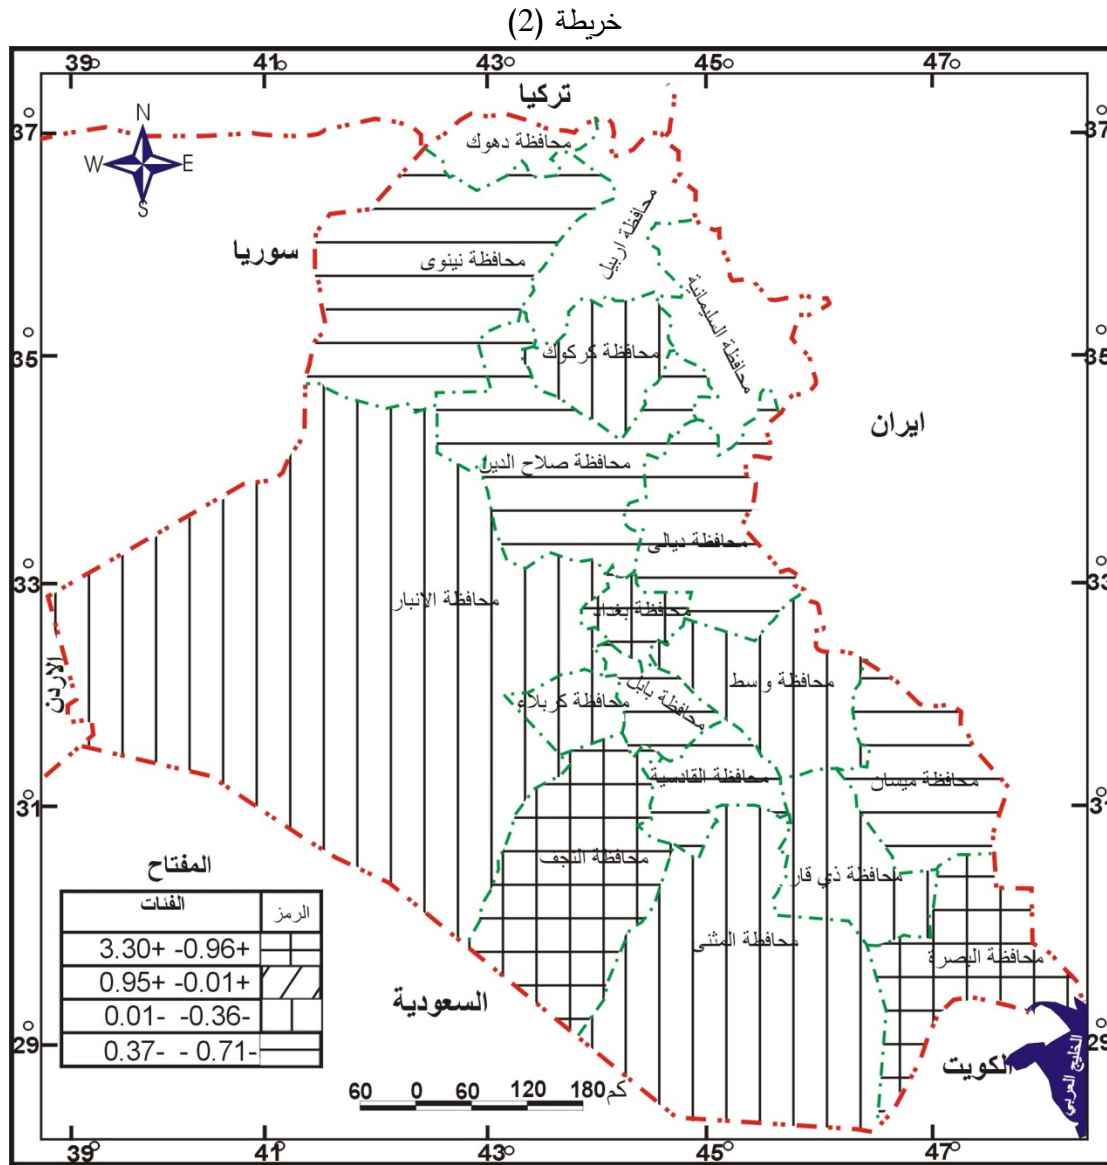 خريطة (2)
39° 41° 43° 45° 47°
تركيا
37° 37°
N
W E
S
محافظة دهوك
محافظة اربيل
سوريا
محافظة نينوى
محافظة السليمانية
35° 35°
محافظة كركوك
ايران
محافظة صلاح الدين
محافظة ديالى
33° 33°
محافظة الانبار
محافظة بغداد
الاردن
محافظة بابل
محافظة واسط
محافظة كربلاء
محافظة القادسية
محافظة ميسان
31° 31°
محافظة النجف
محافظة ذي قار
محافظة المثنى
محافظة البصرة
المفتاح
الرمز الفئات
3.30+ -0.96+
0.95+ -0.01+
0.01- -0.36-
0.37- - 0.71-
السعودية
29° 29°
الكويت
الخليج العربي
60 0 60 120 180 كم
39° 41° 43° 45° 47°